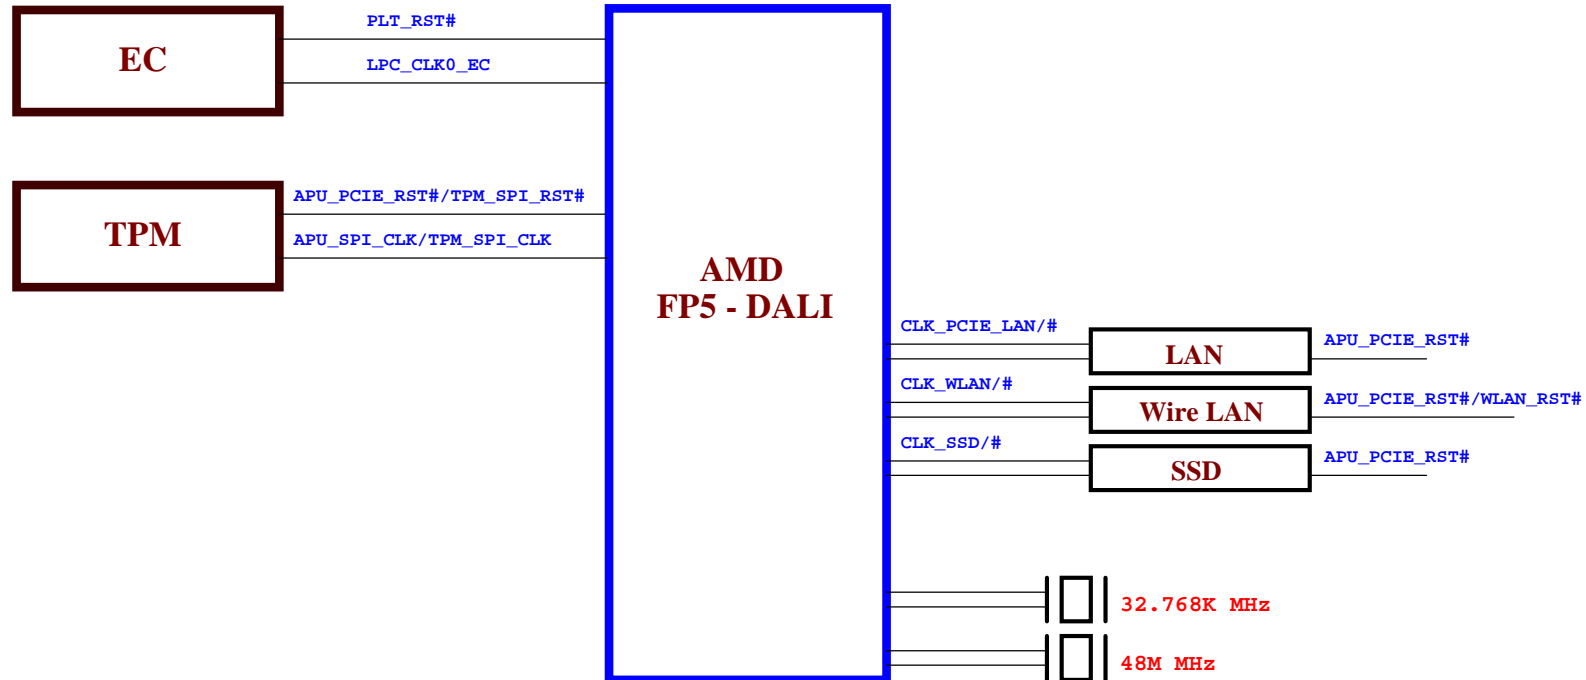 PLT_RST#
EC
LPC_CLK0_EC
APU_PCIE_RST#/TPM_SPI_RST#
TPM
APU_SPI_CLK/TPM_SPI_CLK
AMD
FP5 - DALI
CLK_PCIE_LAN/#
LAN
APU_PCIE_RST#
CLK_WLAN/#
Wire LAN
APU_PCIE_RST#/WLAN_RST#
CLK_SSD/#
SSD
APU_PCIE_RST#
32.768K MHz
48M MHz